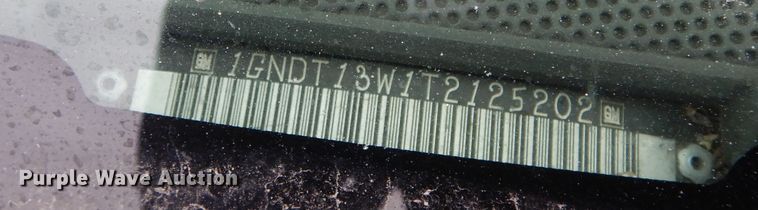 GM 1GNDT13W1T2125202 GM
Purple Wave Auction